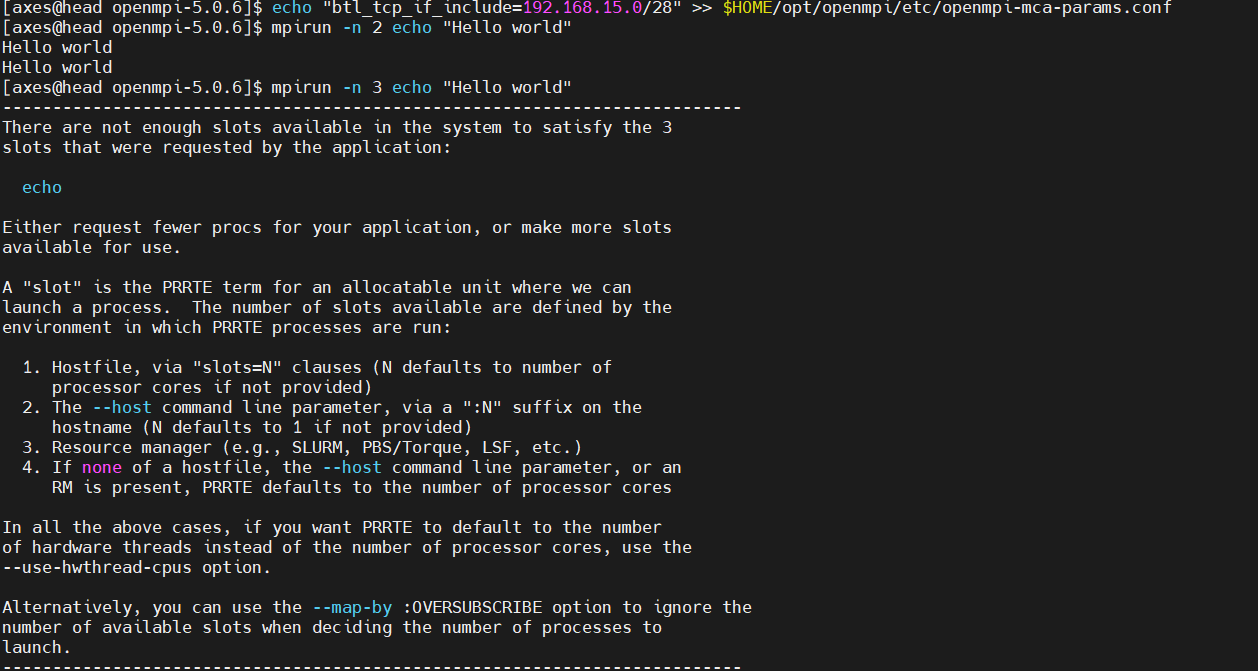 [axes@head openmpi-5.0.6]$ echo "btl_tcp_if_include=192.168.15.0/28" >> $HOME/opt/openmpi/etc/openmpi-mca-params.conf
[axes@head openmpi-5.0.6]$ mpirun -n 2 echo "Hello world"
Hello world
Hello world
[axes@head openmpi-5.0.6]$ mpirun -n 3 echo "Hello world"
--------------------------------------------------------------------------
There are not enough slots available in the system to satisfy the 3
slots that were requested by the application:

  echo

Either request fewer procs for your application, or make more slots
available for use.

A "slot" is the PRRTE term for an allocatable unit where we can
launch a process.  The number of slots available are defined by the
environment in which PRRTE processes are run:

  1. Hostfile, via "slots=N" clauses (N defaults to number of
     processor cores if not provided)
  2. The --host command line parameter, via a ":N" suffix on the
     hostname (N defaults to 1 if not provided)
  3. Resource manager (e.g., SLURM, PBS/Torque, LSF, etc.)
  4. If none of a hostfile, the --host command line parameter, or an
     RM is present, PRRTE defaults to the number of processor cores

In all the above cases, if you want PRRTE to default to the number
of hardware threads instead of the number of processor cores, use the
--use-hwthread-cpus option.

Alternatively, you can use the --map-by :OVERSUBSCRIBE option to ignore the
number of available slots when deciding the number of processes to
launch.
--------------------------------------------------------------------------